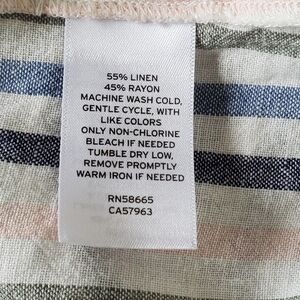 55% LINEN
45% RAYON
MACHINE WASH COLD,
GENTLE CYCLE, WITH
LIKE COLORS
ONLY NON-CHLORINE
BLEACH IF NEEDED
TUMBLE DRY LOW,
REMOVE PROMPTLY
WARM IRON IF NEEDED
RN58665
CA57963